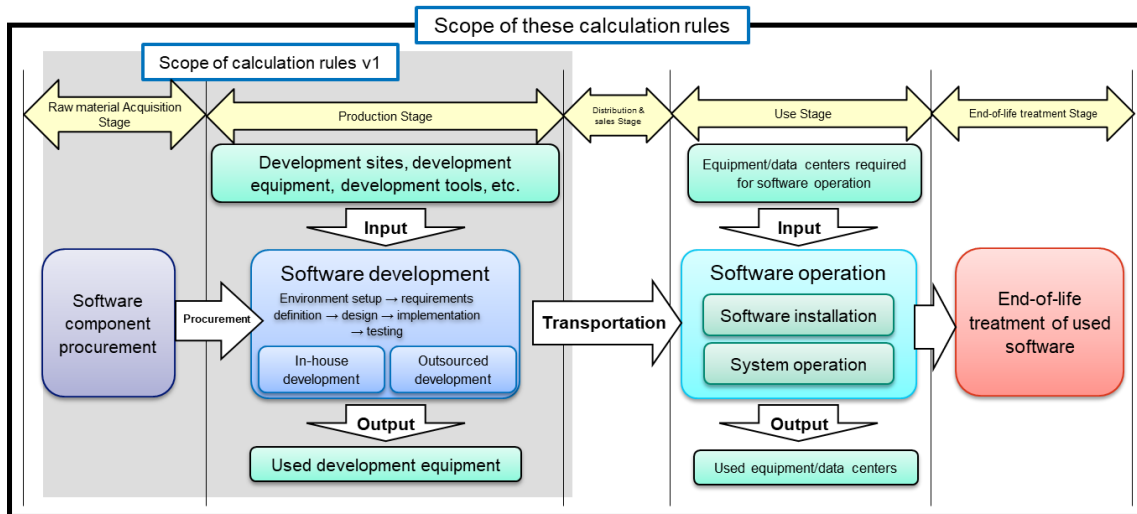 Scope of these calculation rules
Scope of calculation rules v1
Raw material Acquisition
Stage
Production Stage
Distribution &
sales Stage
Use Stage
End-of-life treatment Stage
Development sites, development
equipment, development tools, etc.
Equipment/data centers required
for software operation
Input
Input
Software
component
procurement
Procurement
Software development
Environment setup → requirements
definition → design → implementation
→ testing
In-house
development
Outsourced
development
Transportation
Software operation
Software installation
System operation
End-of-life
treatment of used
software
Output
Output
Used development equipment
Used equipment/data centers